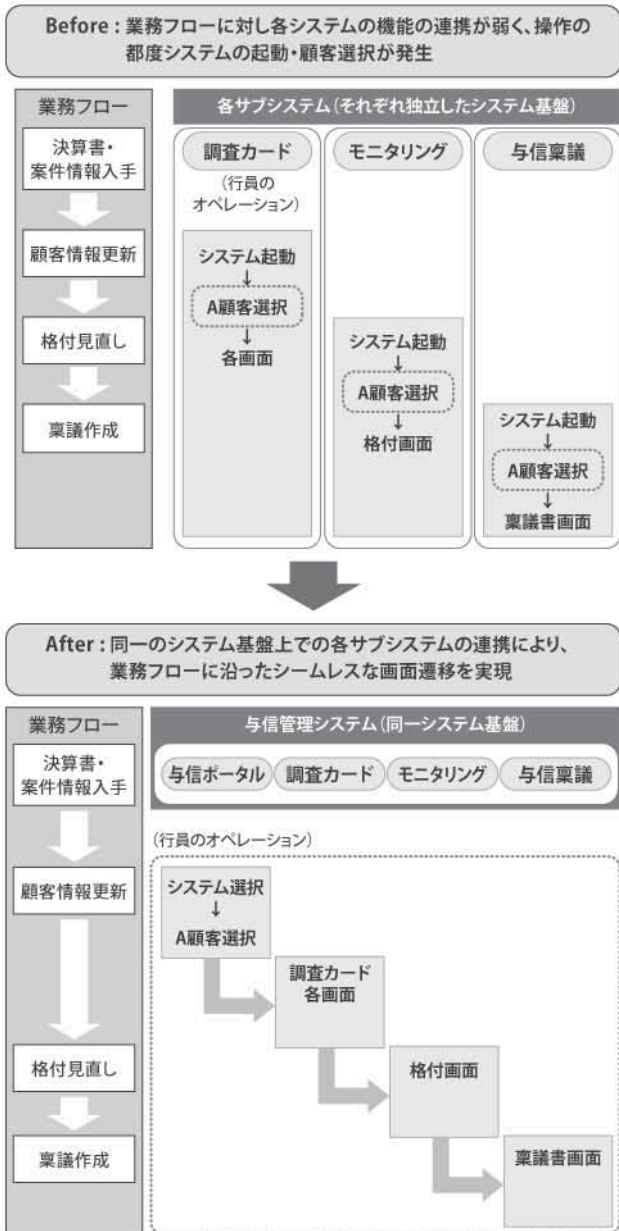 Before：業務フローに対し各システムの機能の連携が弱く、操作の
都度システムの起動・顧客選択が発生
業務フロー
決算書・
案件情報入手
顧客情報更新
格付見直し
稟議作成
各サブシステム（それぞれ独立したシステム基盤）
調査カード
（行員の
オペレーション）
システム起動
↓
A顧客選択
↓
各画面
モニタリング
システム起動
↓
A顧客選択
↓
格付画面
与信稟議
システム起動
↓
A顧客選択
↓
稟議書画面
After：同一のシステム基盤上での各サブシステムの連携により、
業務フローに沿ったシームレスな画面遷移を実現
業務フロー
決算書・
案件情報入手
顧客情報更新
格付見直し
稟議作成
与信管理システム（同一システム基盤）
与信ポータル
調査カード
モニタリング
与信稟議
（行員のオペレーション）
システム選択
↓
A顧客選択
調査カード
各画面
格付画面
稟議書画面